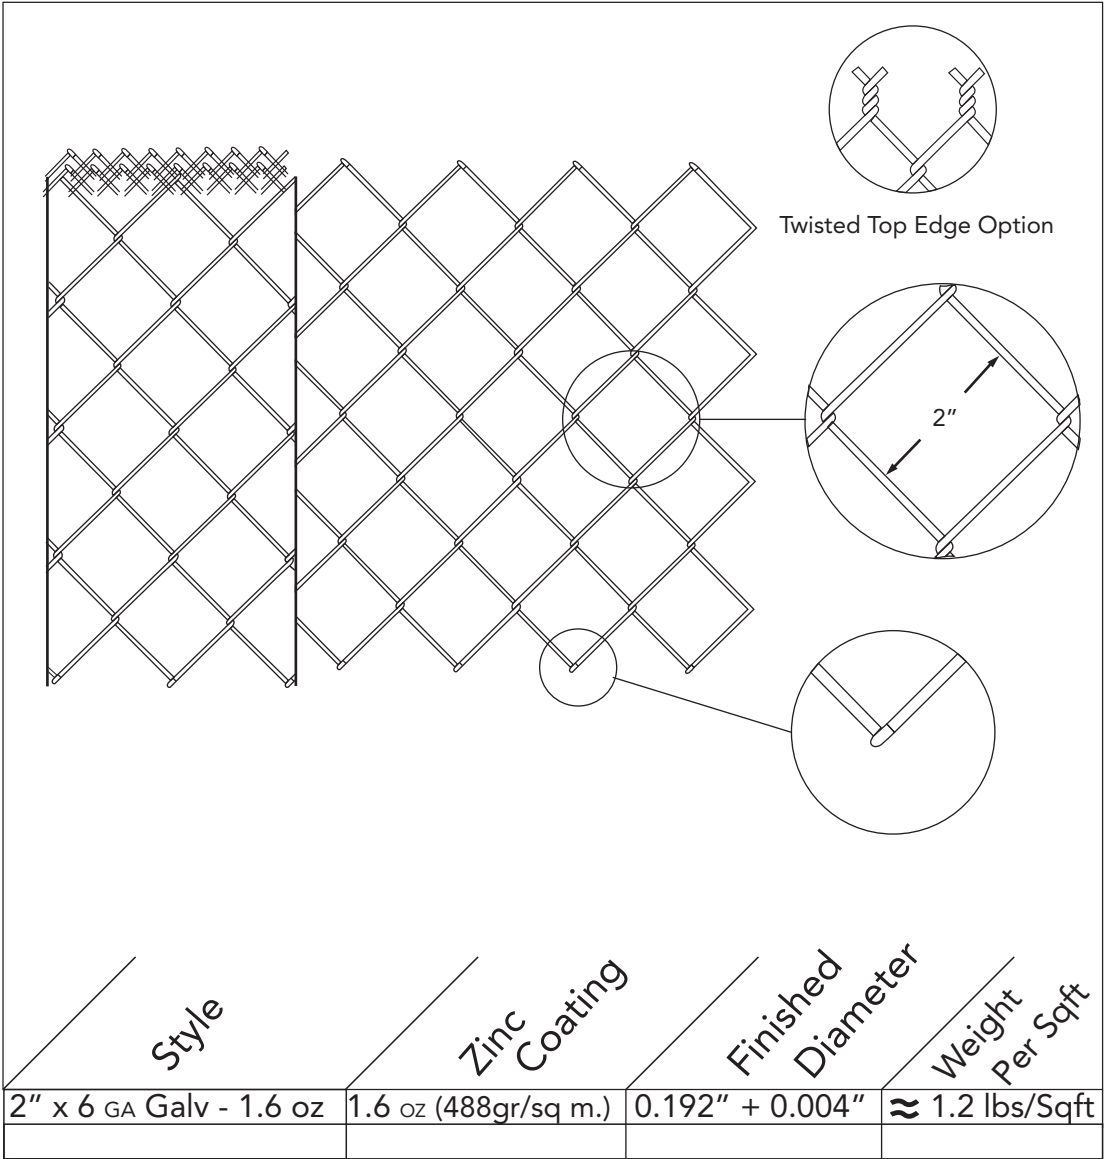 Twisted Top Edge Option
2”
Style
Zinc
Coating
Finished
Diameter
Weight
Per Sqft
2” x 6 GA Galv - 1.6 oz
1.6 oz (488gr/sq m.)
0.192” + 0.004”
≈ 1.2 lbs/Sqft